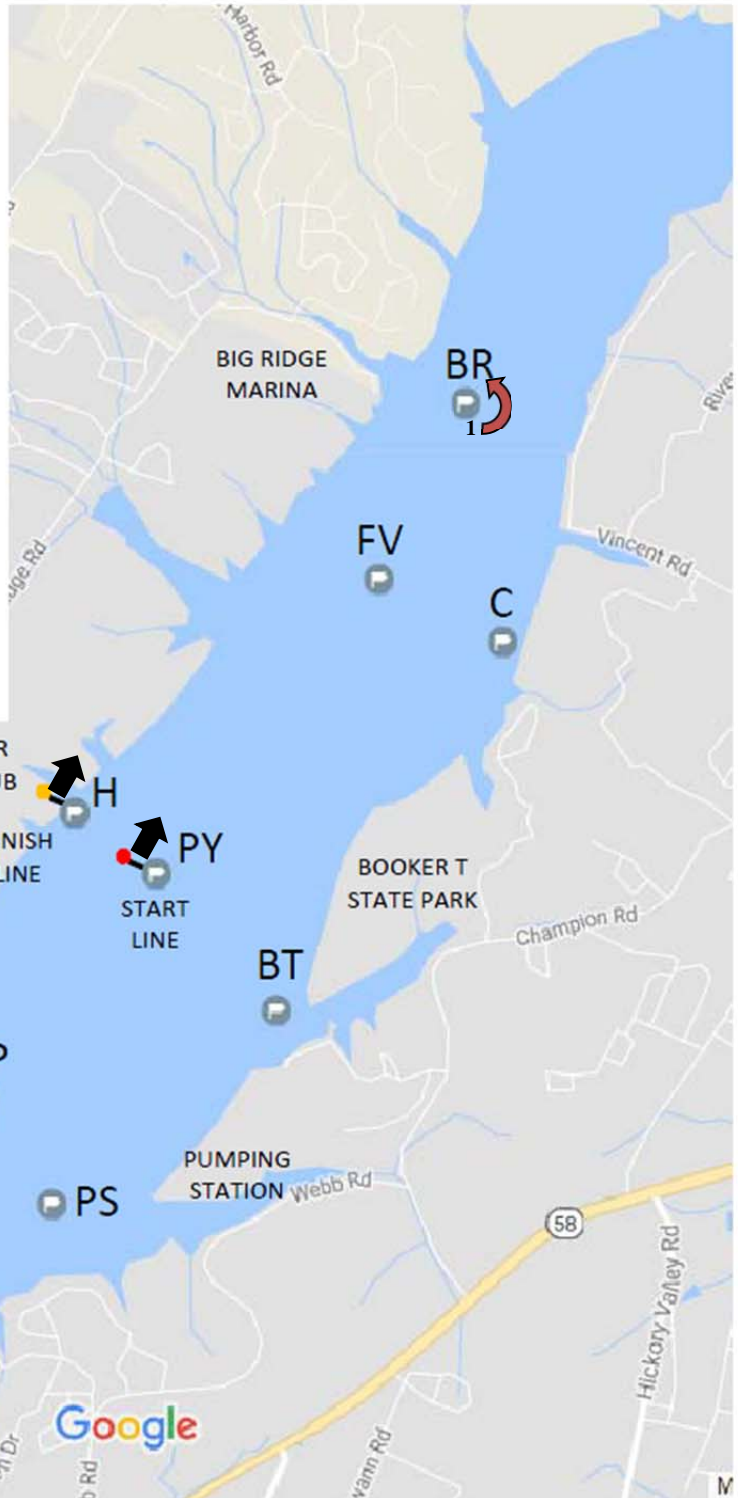 Harbor Rd
BIG RIDGE
MARINA
BR
1
FV
Vincent Rd
C
H
PY
START
LINE
BOOKER T
STATE PARK
Champion Rd
BT
PUMPING
STATION
Webb Rd
PS
58
Hickory Valley Rd
Google